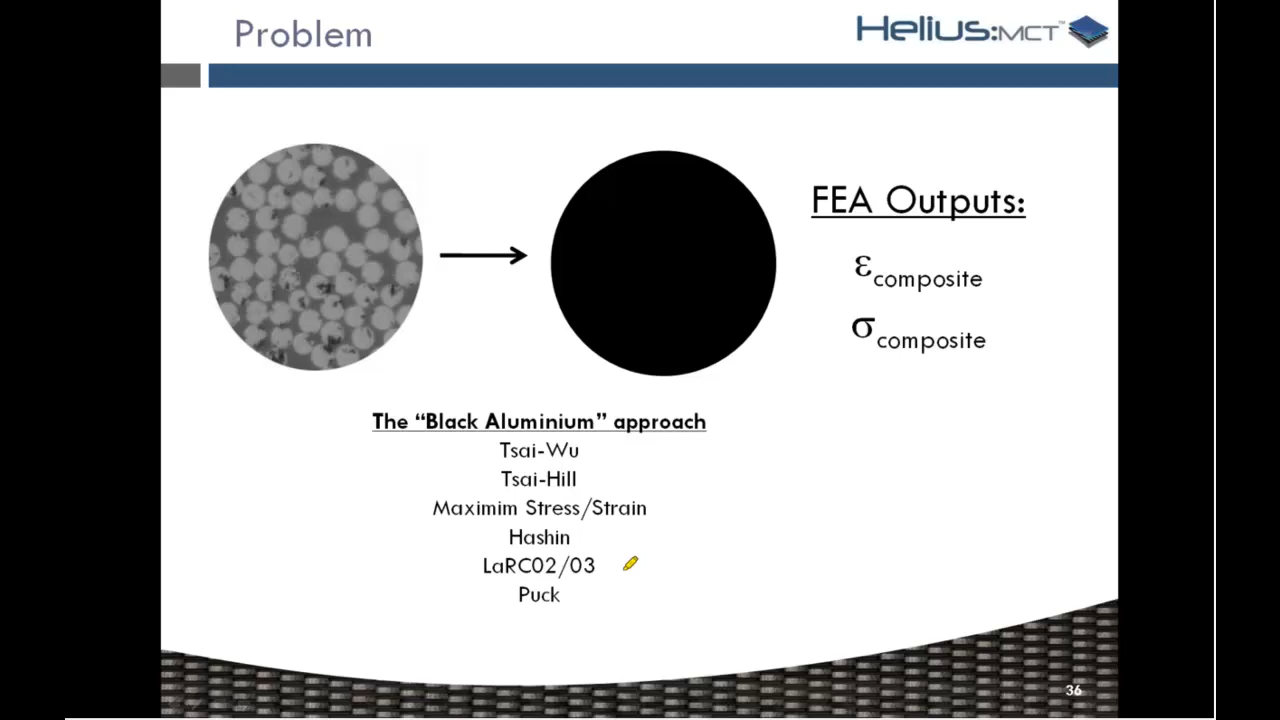 Problem
Helius:MCT™
FEA Outputs:
εcomposite
σcomposite
The “Black Aluminium” approach
Tsai-Wu
Tsai-Hill
Maximim Stress/Strain
Hashin
LaRC02/03
Puck
36